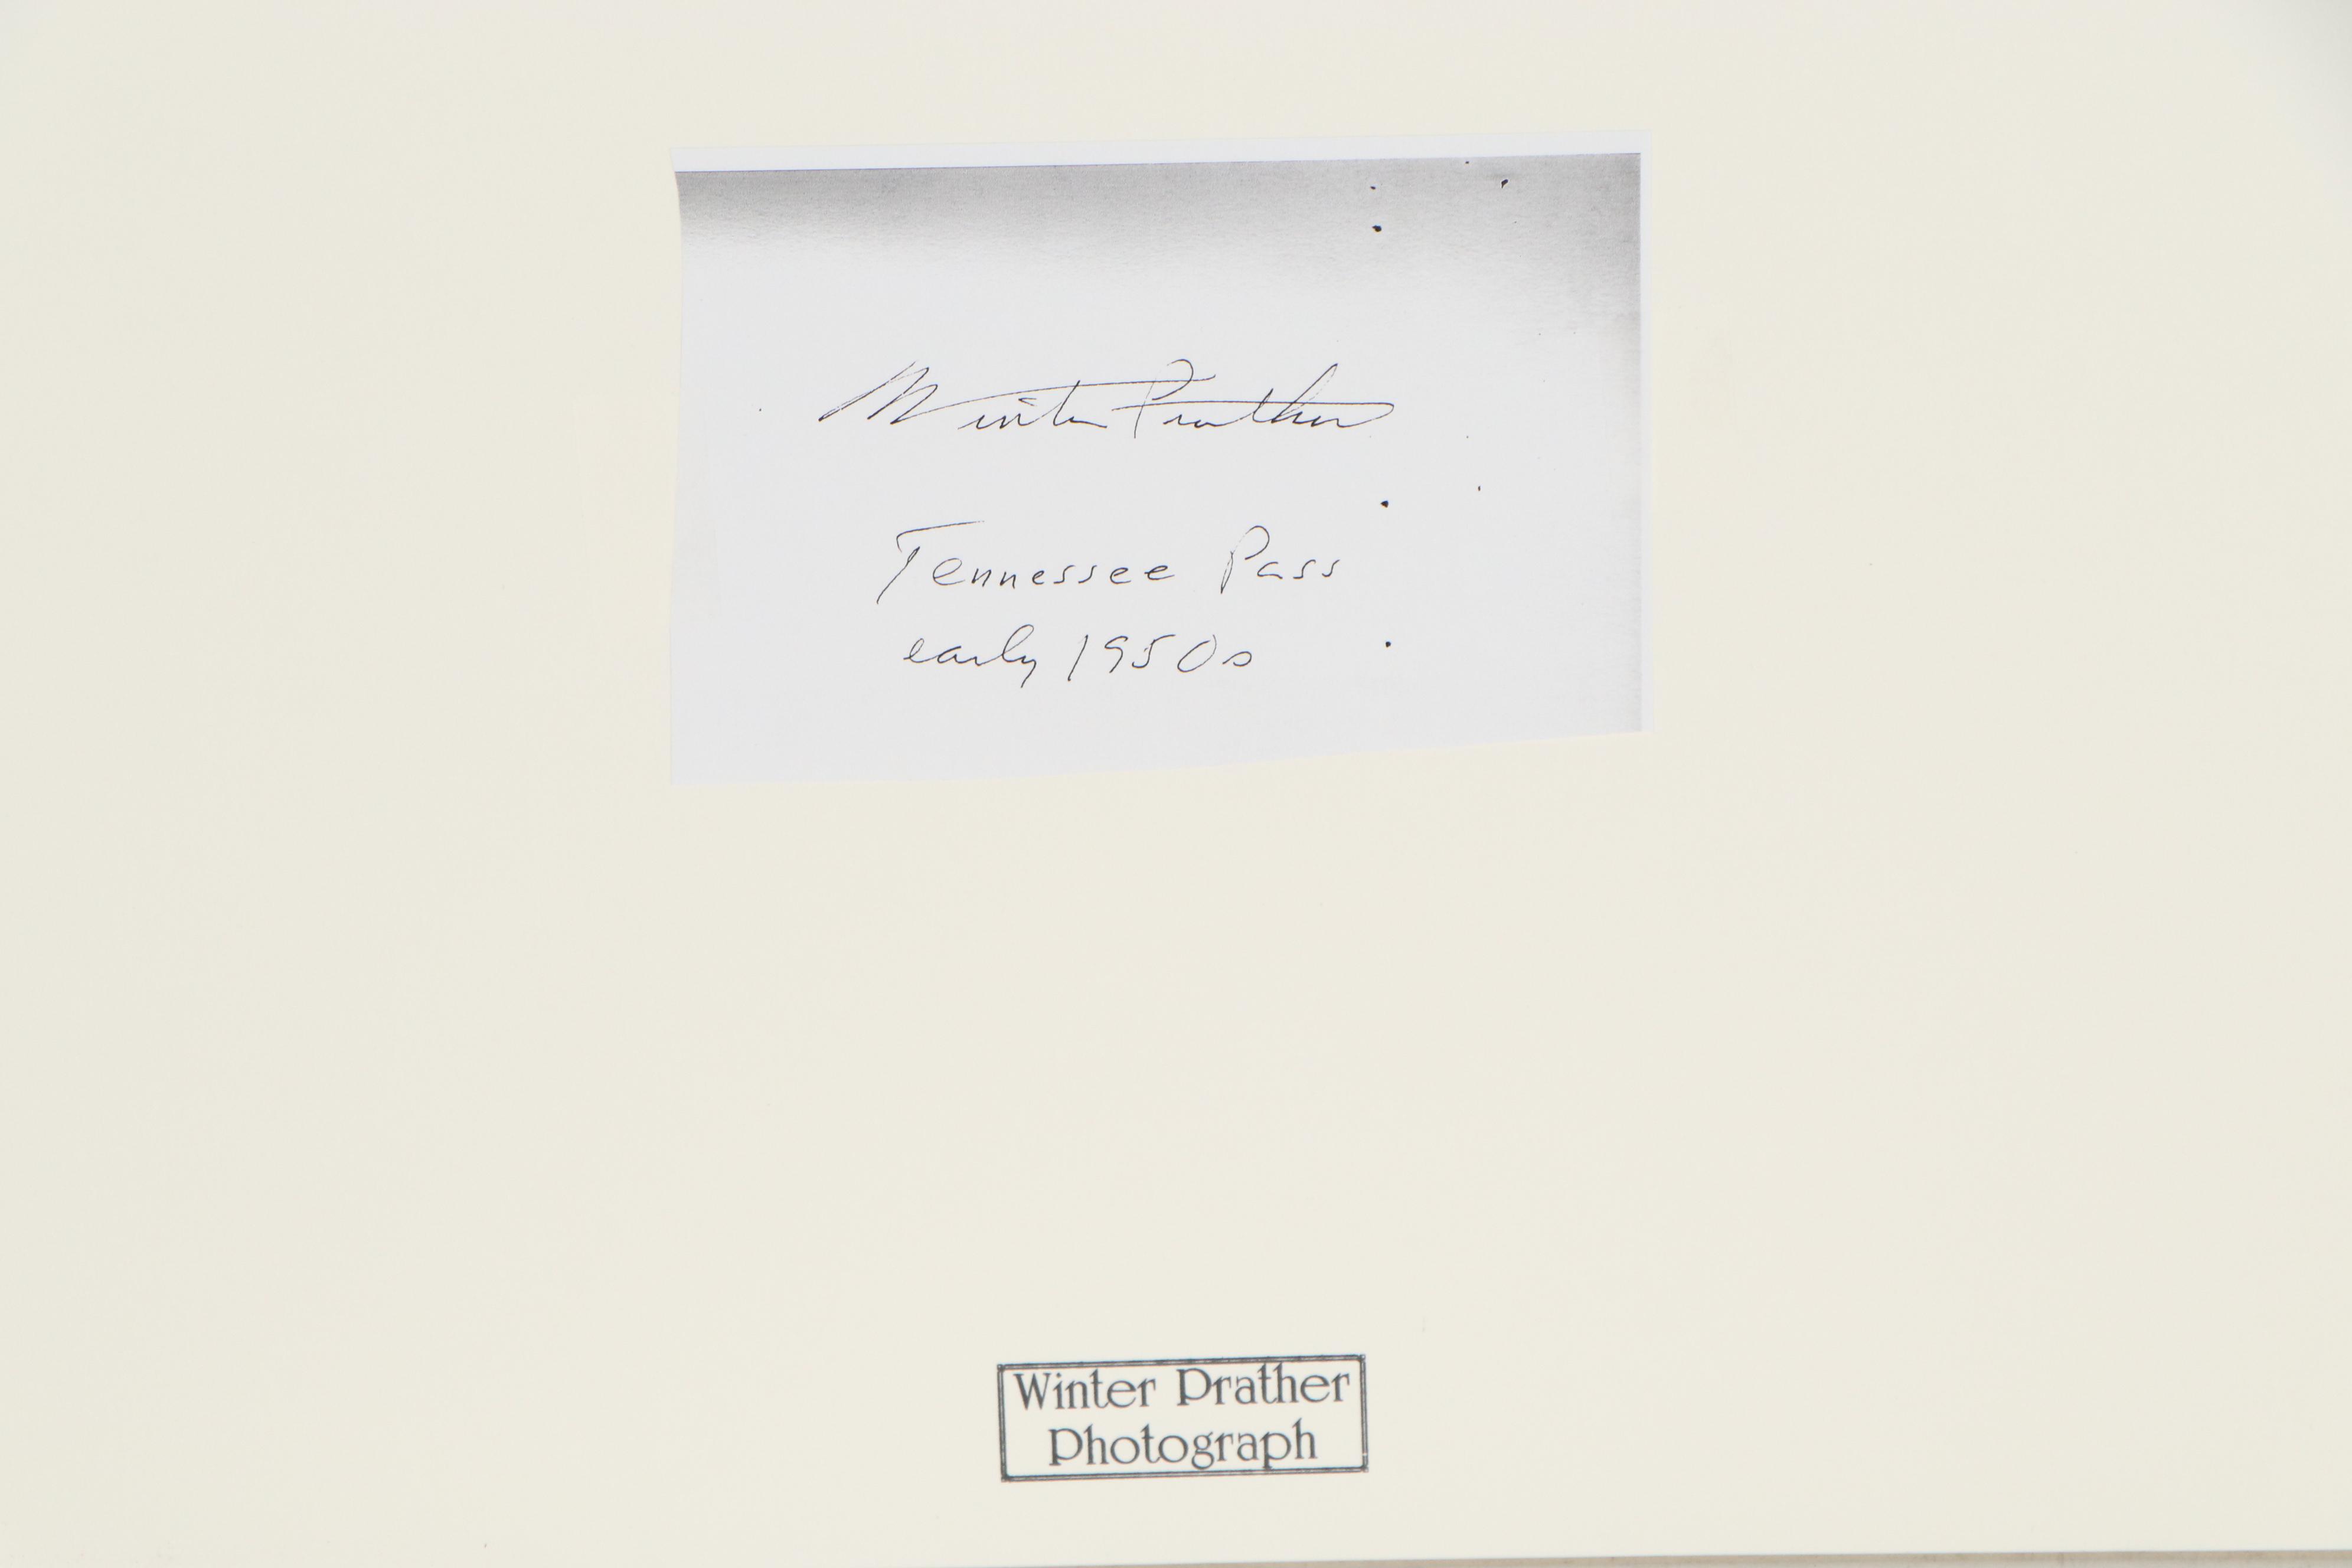 Winter Prather
Tennessee Pass
early 1950s
Winter Prather
Photograph